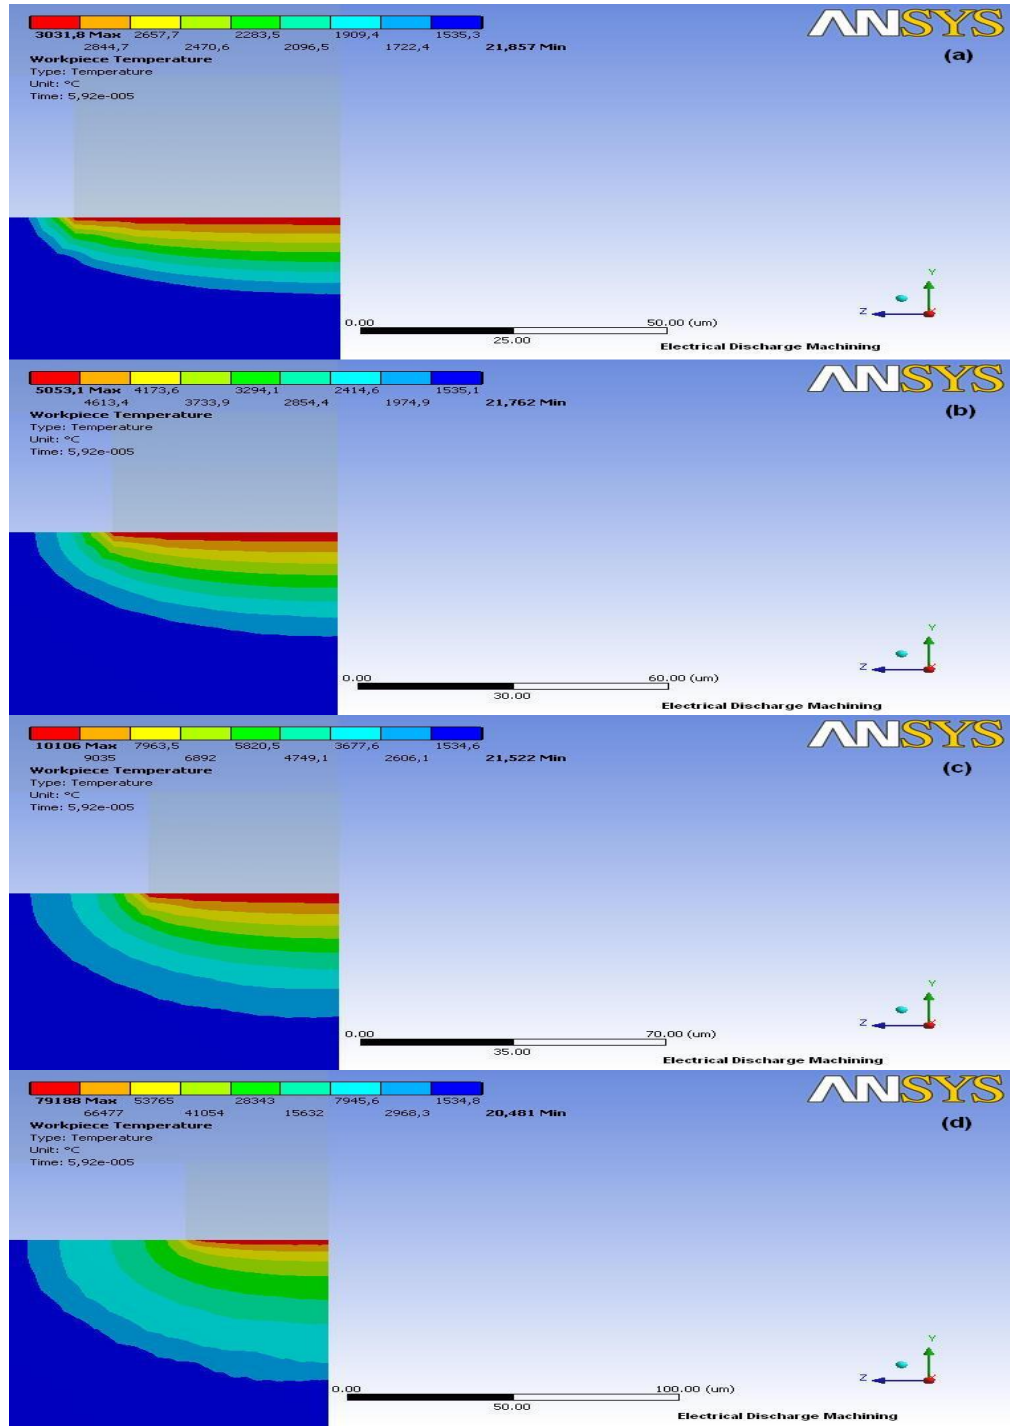 ANSYS
(a)
3031,8 Max 2657,7 2283,5 1909,4 1535,3
2844,7 2470,6 2096,5 1722,4 21,857 Min
Workpiece Temperature
Type: Temperature
Unit: °C
Time: 5,92e-005
Y
Z
0.00 50.00 (um)
25.00
Electrical Discharge Machining
ANSYS
(b)
5053,1 Max 4173,6 3294,1 2414,6 1535,1
4613,4 3733,9 2854,4 1974,9 21,762 Min
Workpiece Temperature
Type: Temperature
Unit: °C
Time: 5,92e-005
Y
Z
0.00 60.00 (um)
30.00
Electrical Discharge Machining
ANSYS
(c)
10106 Max 7963,5 5820,5 3677,6 1534,6
9035 6892 4749,1 2606,1 21,522 Min
Workpiece Temperature
Type: Temperature
Unit: °C
Time: 5,92e-005
Y
Z
0.00 70.00 (um)
35.00
Electrical Discharge Machining
ANSYS
(d)
79188 Max 53765 28343 7945,6 1534,8
66477 41054 15632 2968,3 20,481 Min
Workpiece Temperature
Type: Temperature
Unit: °C
Time: 5,92e-005
Y
Z
0.00 100.00 (um)
50.00
Electrical Discharge Machining